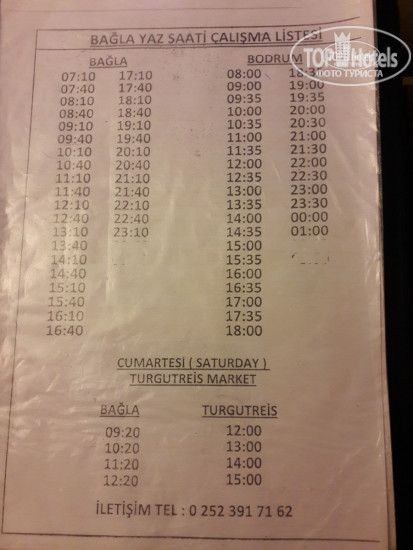 BAĞLA YAZ SAATİ ÇALIŞMA LİSTESİ
TOP Hotels
ФОТО ТУРИСТА
BAĞLA BODRUM
07:10 17:10 08:00 18:30
07:40 17:40 09:00 19:00
08:10 18:10 09:35 19:35
08:40 18:40 10:00 20:00
09:10 19:10 10:35 20:30
09:40 19:40 11:00 21:00
10:10 20:10 11:35 21:30
10:40 20:40 12:00 22:00
11:10 21:10 12:35 22:30
11:40 21:40 13:00 23:00
12:10 22:10 13:35 23:30
12:40 22:40 14:00 00:00
13:10 23:10 14:35 01:00
13:40 15:00
14:10 15:35
14:40 16:00
15:10 16:35
15:40 17:00
16:10 17:35
16:40 18:00
CUMARTESİ ( SATURDAY )
TURGUTREİS MARKET
BAĞLA TURGUTREİS
09:20 12:00
10:20 13:00
11:20 14:00
12:20 15:00
İLETİŞİM TEL : 0 252 391 71 62